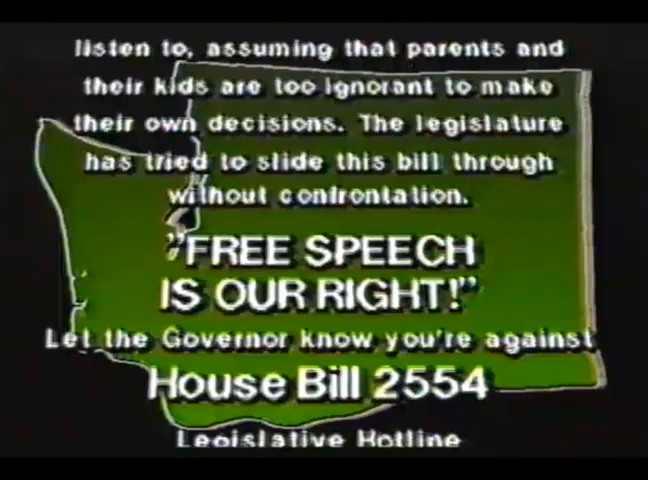 listen to, assuming that parents and
their kids are too ignorant to make
their own decisions. The legislature
has tried to slide this bill through
without confrontation.
"FREE SPEECH
IS OUR RIGHT!"
Let the Governor know you're against
House Bill 2554
Legislative Hotline